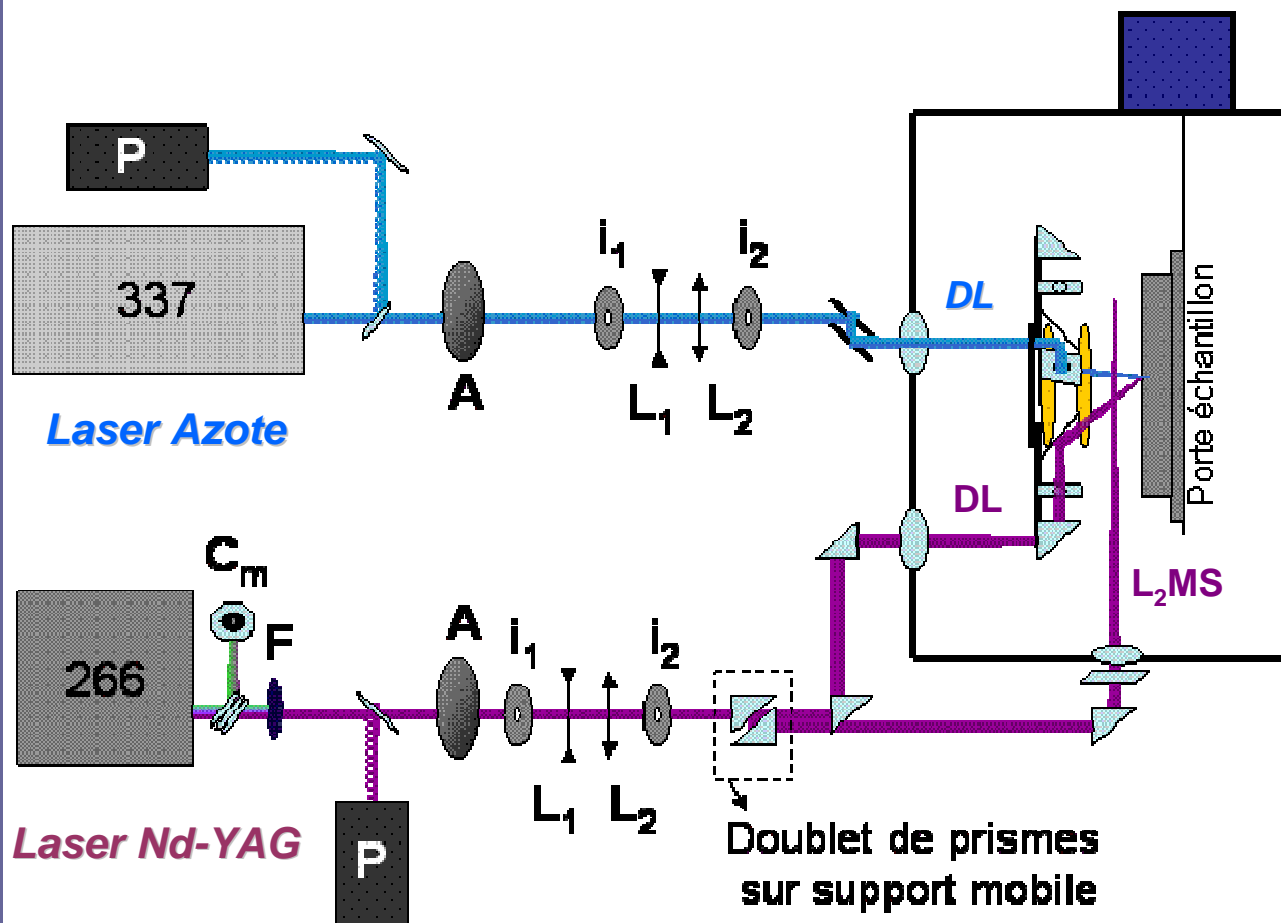 P
337
Laser Azote
A
i1
L1
L2
i2
DL
Porte échantillon
DL
L2MS
Cm
F
266
Laser Nd-YAG
P
A
i1
L1
L2
i2
Doublet de prismes
sur support mobile